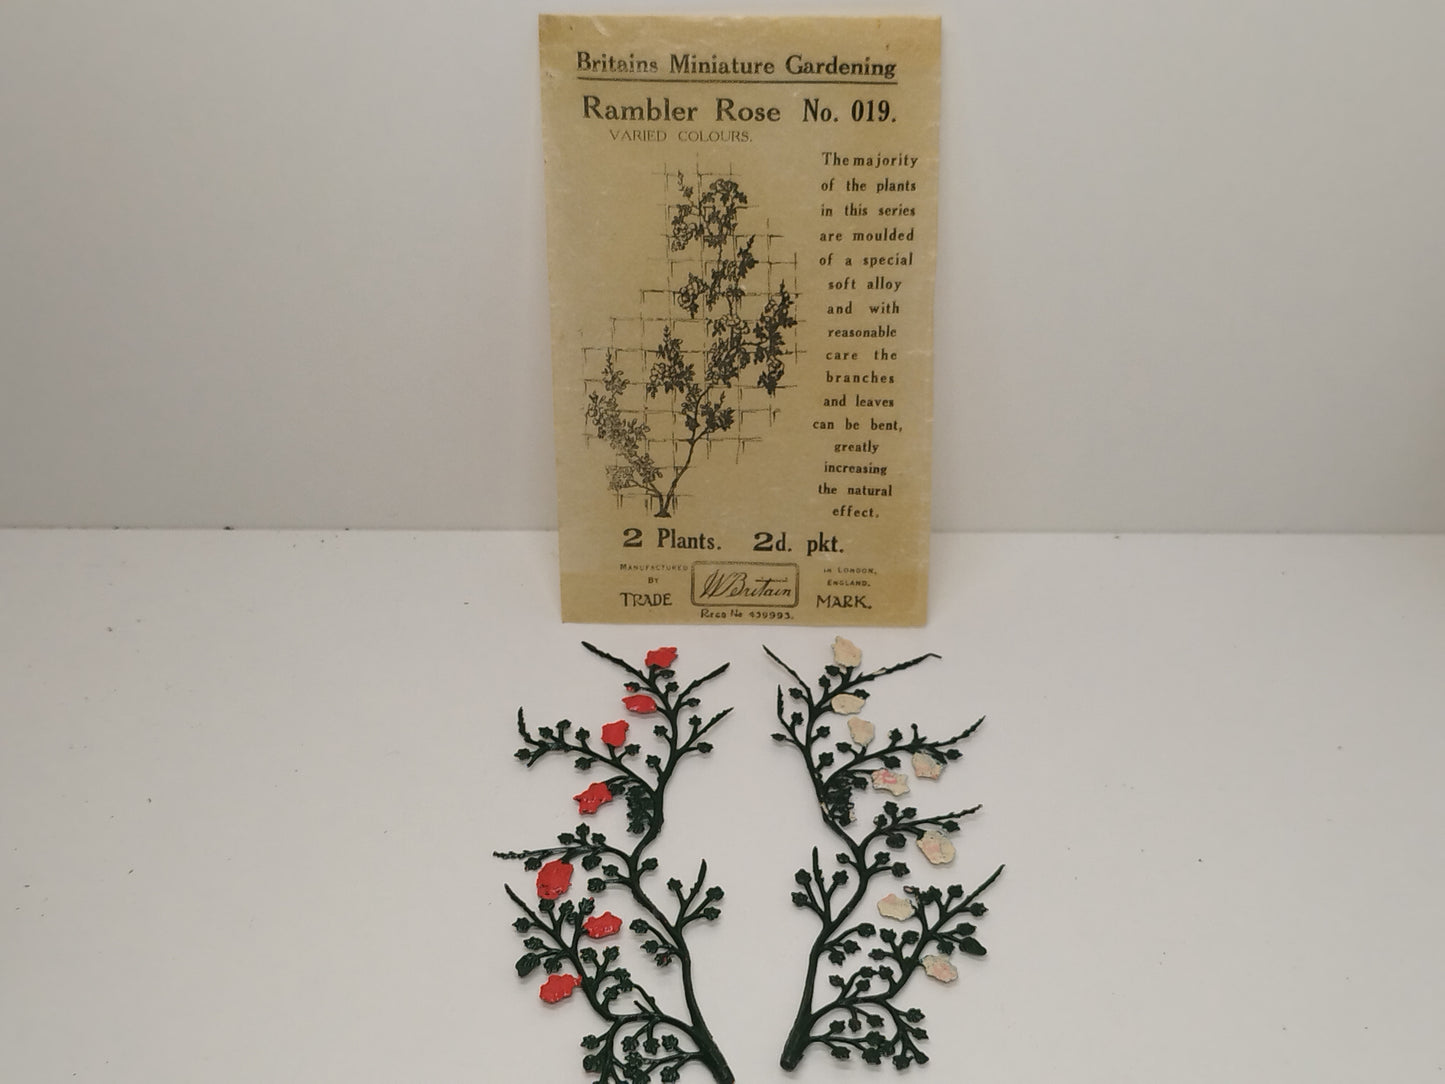 Britains Miniature Gardening
Rambler Rose No. 019.
VARIED COLOURS.
The majority
of the plants
in this series
are moulded
of a special
soft alloy
and with
reasonable
care the
branches
and leaves
can be bent,
greatly
increasing
the natural
effect.
2 Plants. 2d. pkt.
MANUFACTURED
BY
TRADE
WBritain
REGD No 459993.
IN LONDON,
ENGLAND.
MARK.